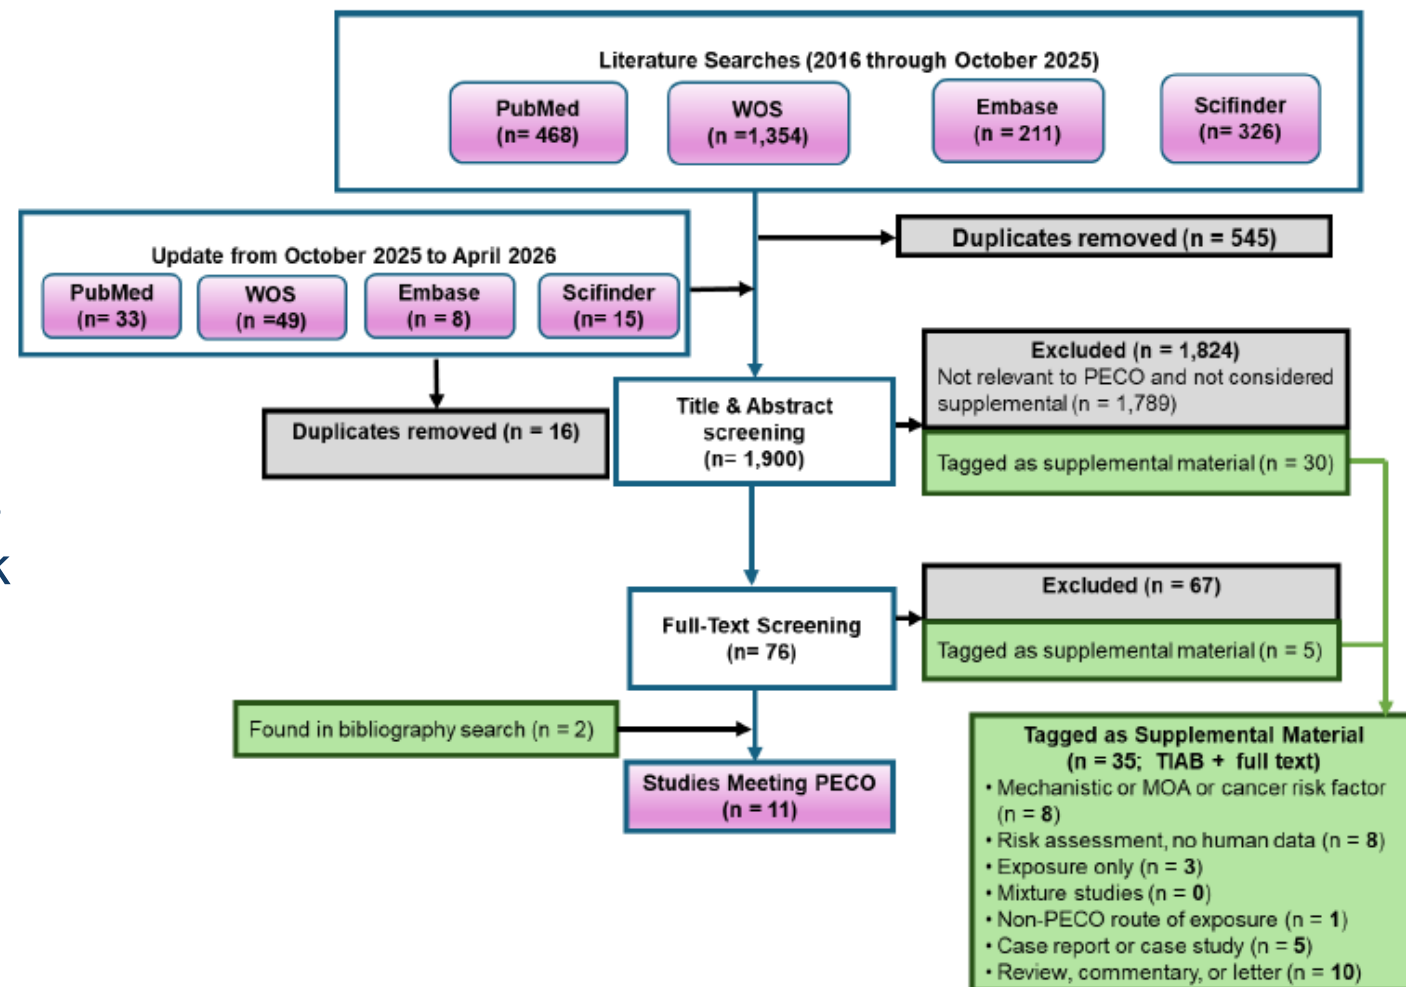 Literature Searches (2016 through October 2025)
PubMed
(n= 468)
WOS
(n =1,354)
Embase
(n = 211)
Scifinder
(n= 326)
Duplicates removed (n = 545)
Update from October 2025 to April 2026
PubMed
(n= 33)
WOS
(n =49)
Embase
(n = 8)
Scifinder
(n= 15)
Duplicates removed (n = 16)
Title & Abstract
screening
(n= 1,900)
Excluded (n = 1,824)
Not relevant to PECO and not considered
supplemental (n = 1,789)
Tagged as supplemental material (n = 30)
k
Full-Text Screening
(n= 76)
Excluded (n = 67)
Tagged as supplemental material (n = 5)
Found in bibliography search (n = 2)
Studies Meeting PECO
(n = 11)
Tagged as Supplemental Material
(n = 35; TIAB + full text)
• Mechanistic or MOA or cancer risk factor
(n = 8)
• Risk assessment, no human data (n = 8)
• Exposure only (n = 3)
• Mixture studies (n = 0)
• Non-PECO route of exposure (n = 1)
• Case report or case study (n = 5)
• Review, commentary, or letter (n = 10)